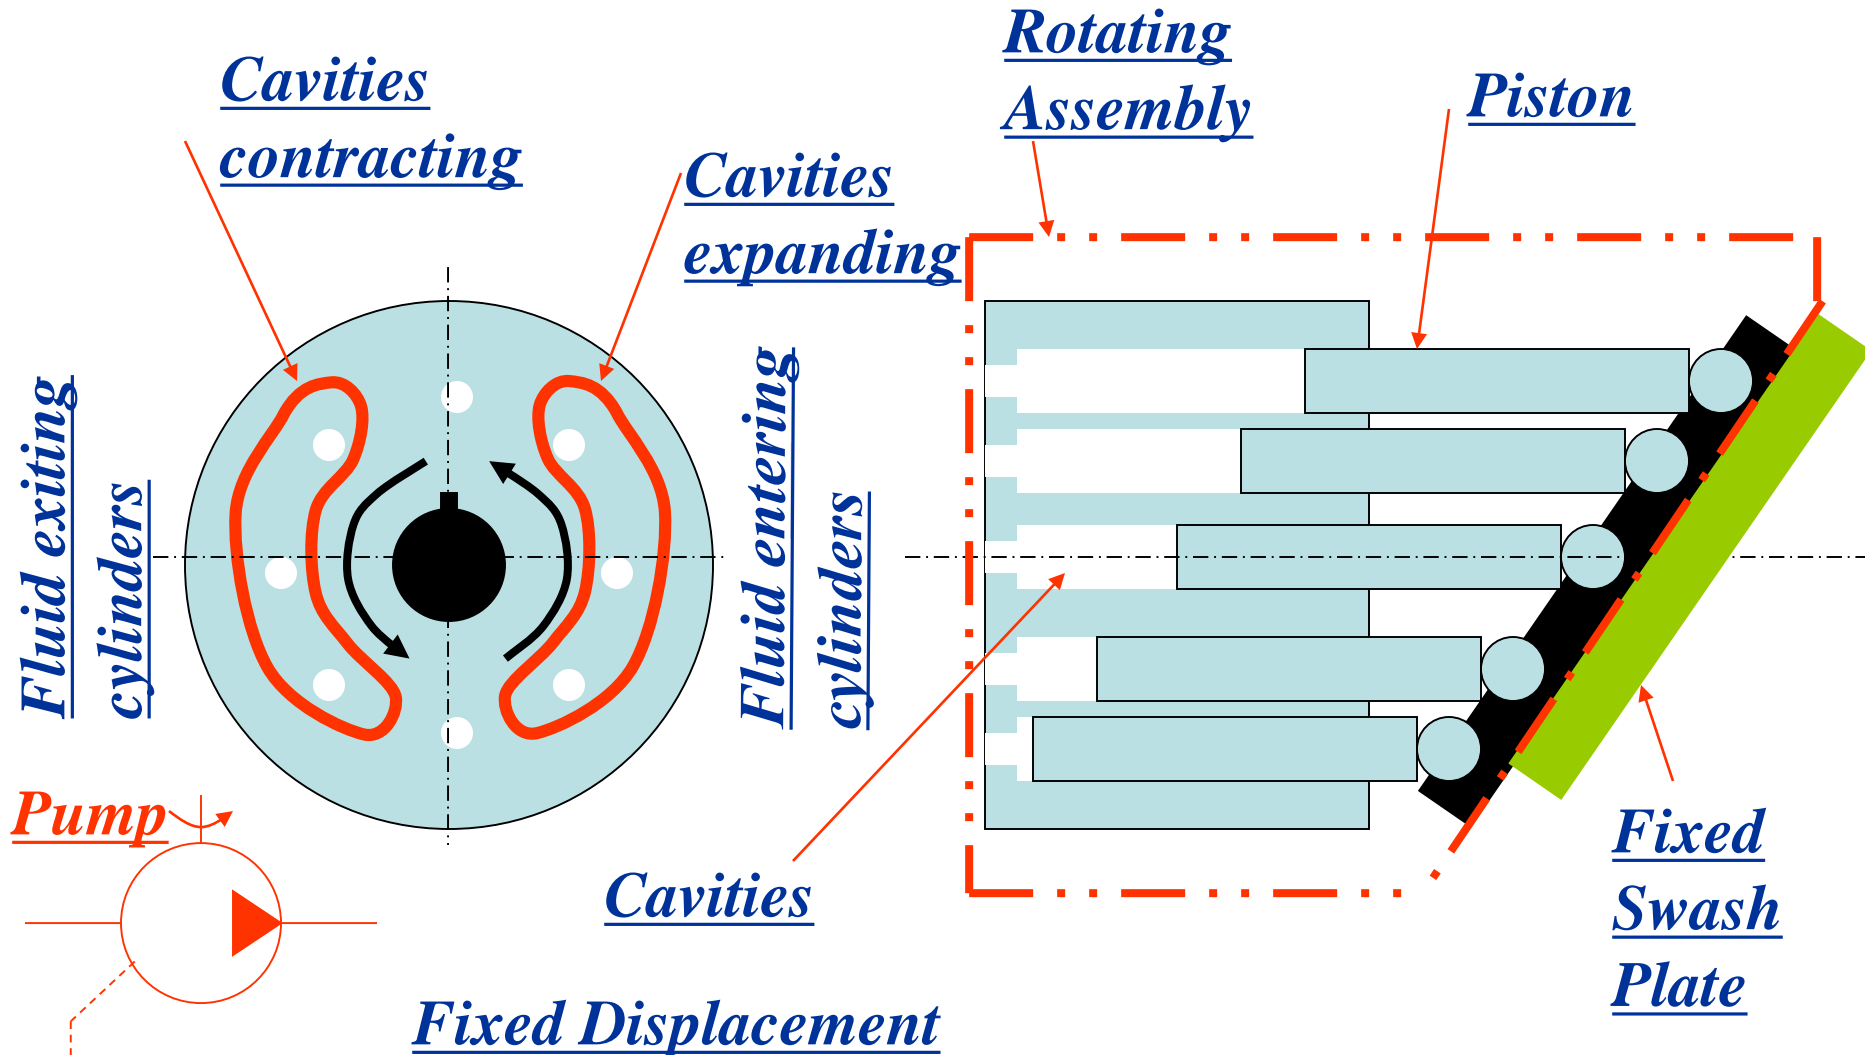 Rotating
Assembly
Cavities
contracting
Piston
Cavities
expanding
Fluid exiting
cylinders
Fluid entering
cylinders
Pump
Cavities
Fixed
Swash
Plate
Fixed Displacement